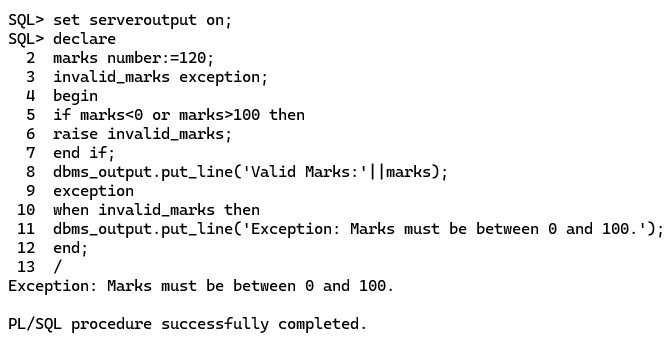 SQL> set serveroutput on;
SQL> declare
  2  marks number:=120;
  3  invalid_marks exception;
  4  begin
  5  if marks<0 or marks>100 then
  6  raise invalid_marks;
  7  end if;
  8  dbms_output.put_line('Valid Marks:'||marks);
  9  exception
 10  when invalid_marks then
 11  dbms_output.put_line('Exception: Marks must be between 0 and 100.');
 12  end;
 13  /
Exception: Marks must be between 0 and 100.

PL/SQL procedure successfully completed.